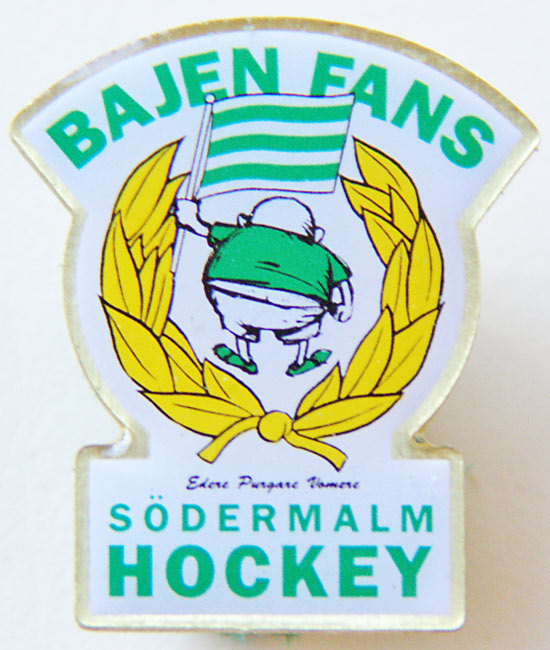 BAJEN FANS
Edere Purgare Vomere
SÖDERMALM
HOCKEY